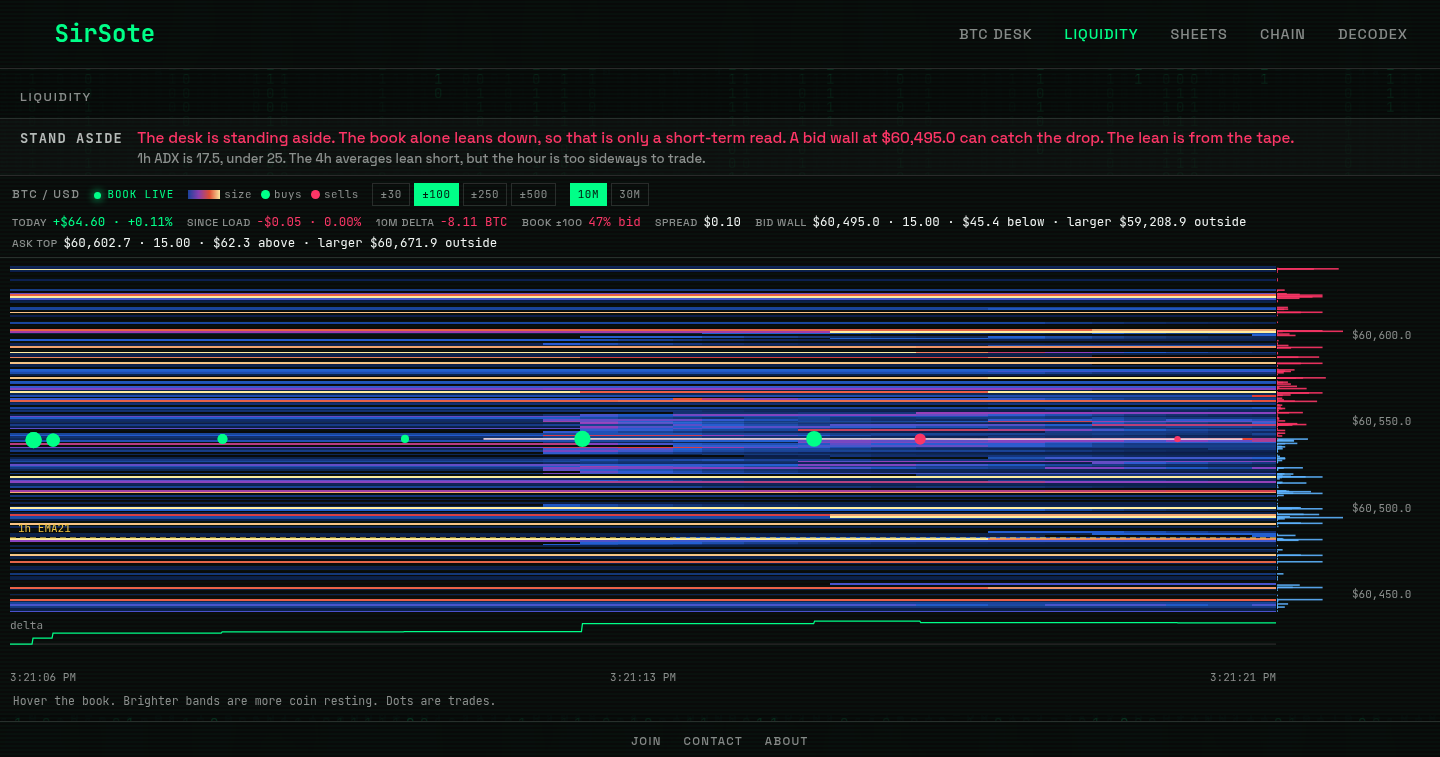 SirSote
BTC DESK LIQUIDITY SHEETS CHAIN DECODEX
LIQUIDITY
STAND ASIDE The desk is standing aside. The book alone leans down, so that is only a short-term read. A bid wall at $60,495.0 can catch the drop. The lean is from the tape.
1h ADX is 17.5, under 25. The 4h averages lean short, but the hour is too sideways to trade.
BTC / USD BOOK LIVE size buys sells ±30 ±100 ±250 ±500 10M 30M
TODAY +$64.60 · +0.11% SINCE LOAD -$0.05 · 0.00% 10M DELTA -8.11 BTC BOOK ±100 47% bid SPREAD $0.10 BID WALL $60,495.0 · 15.00 · $45.4 below · larger $59,208.9 outside
ASK TOP $60,602.7 · 15.00 · $62.3 above · larger $60,671.9 outside
$60,600.0
$60,550.0
$60,500.0
1h EMA21
$60,450.0
delta
3:21:06 PM 3:21:13 PM 3:21:21 PM
Hover the book. Brighter bands are more coin resting. Dots are trades.
JOIN CONTACT ABOUT